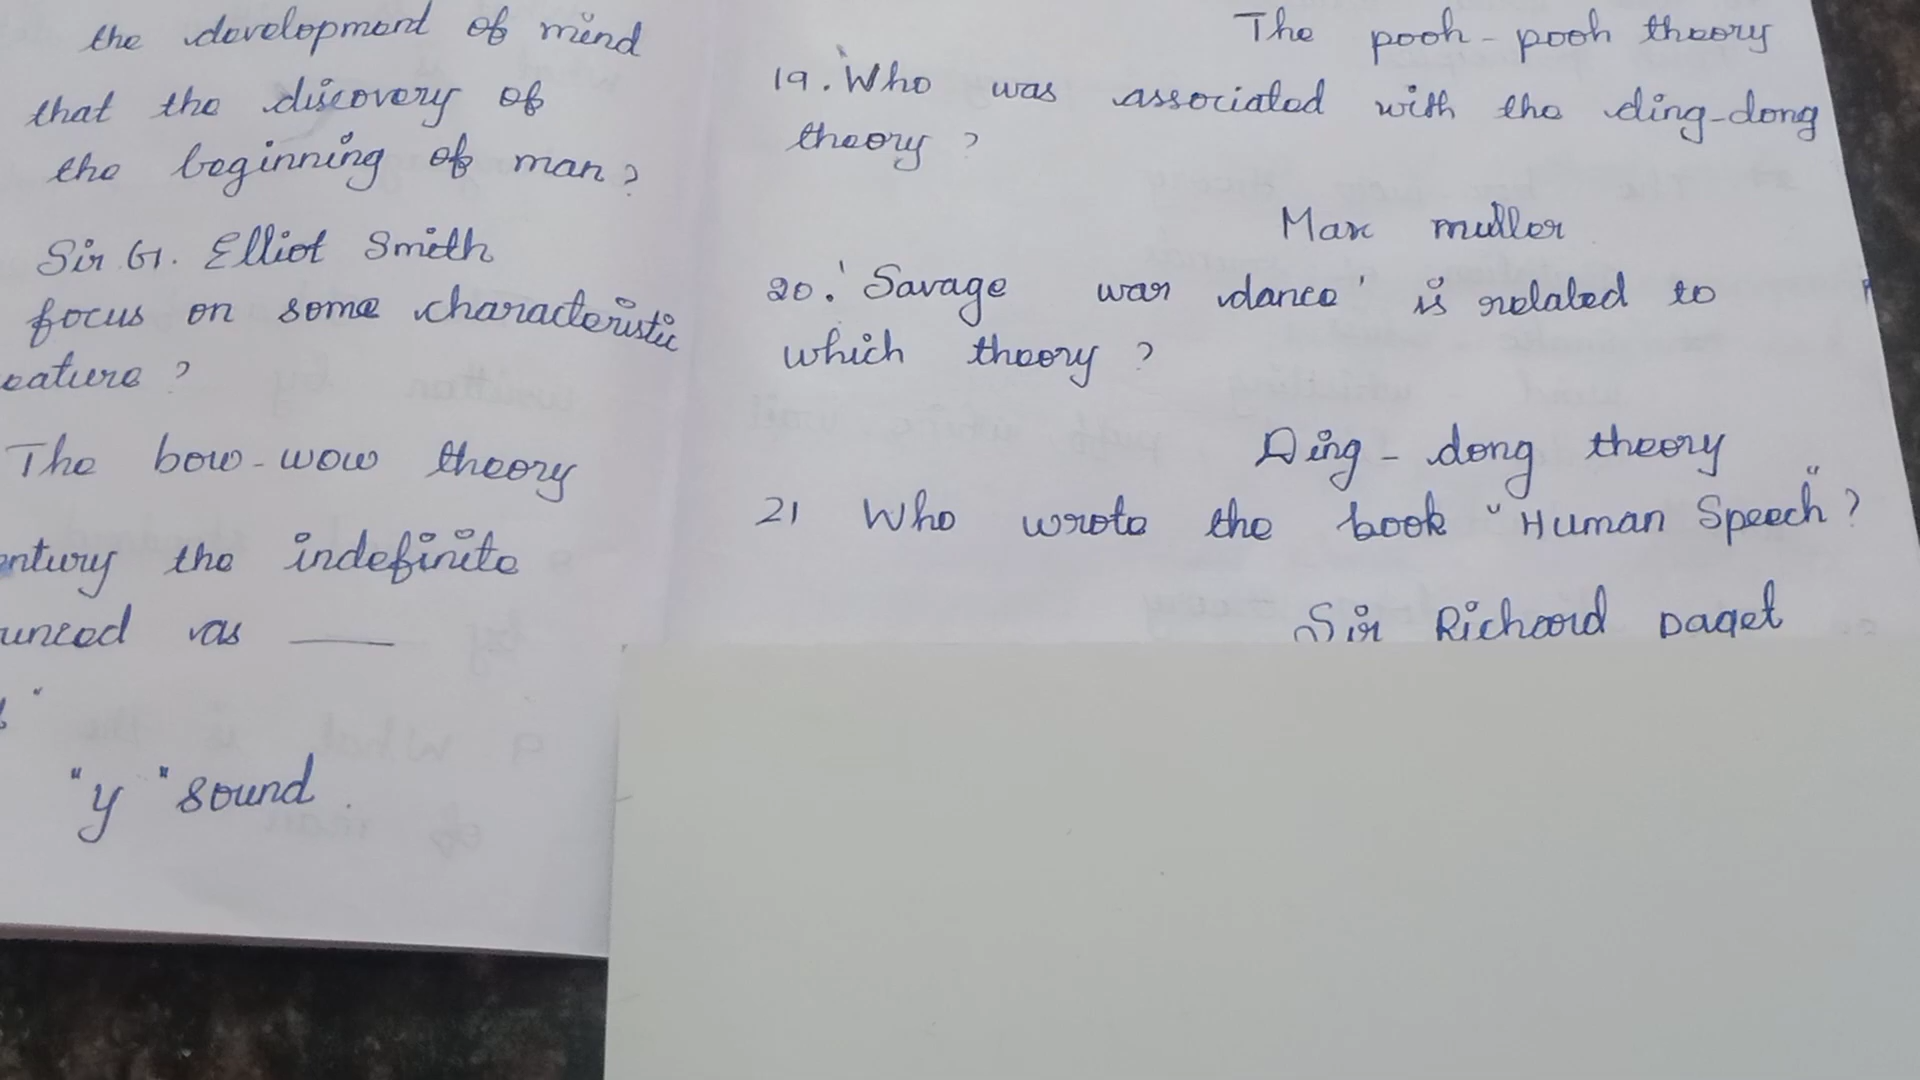 the development of mind
that the discovery of
the beginning of man?
Sir G. Elliot Smith
focus on some characteristic
eature?
The bow-wow theory
entury the indefinite
unced as ___
"y" sound
The pooh-pooh theory
19. Who was associated with the ding-dong
theory?
Max muller
20. 'Savage war dance' is related to
which theory?
Ding-dong theory
21 Who wrote the book "Human Speech"?
Sir Richard Paget